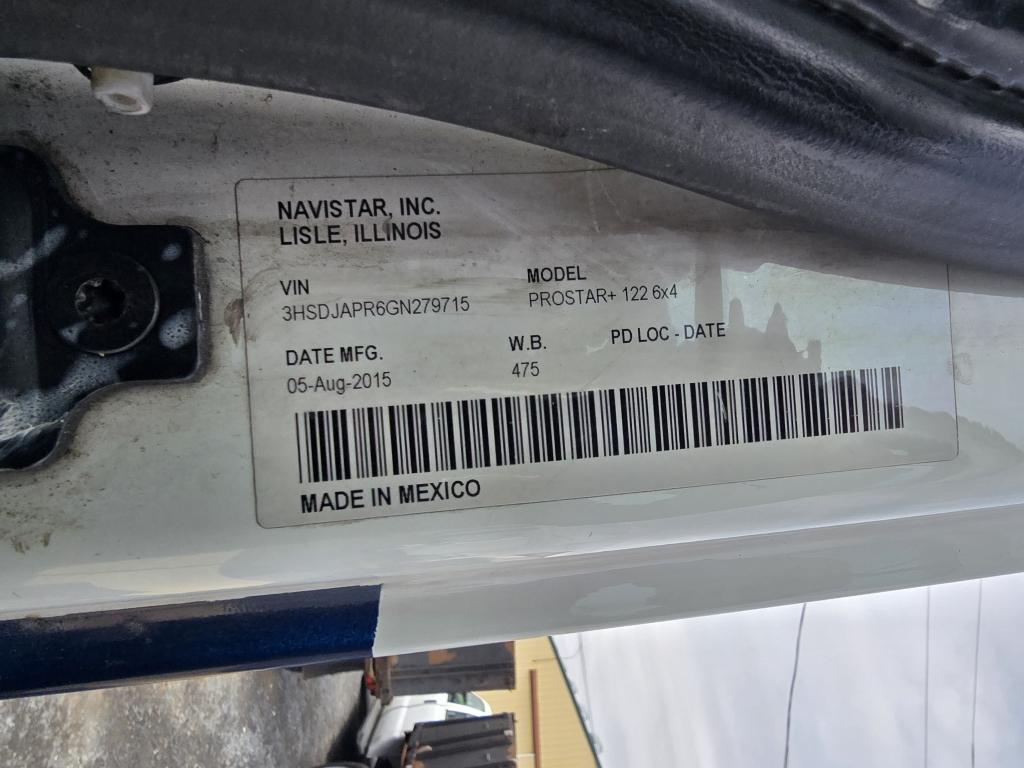 NAVISTAR, INC.
LISLE, ILLINOIS
VIN
3HSDJAPR6GN279715
MODEL
PROSTAR+ 122 6x4
DATE MFG.
05-Aug-2015
W.B.
475
PD LOC - DATE
MADE IN MEXICO